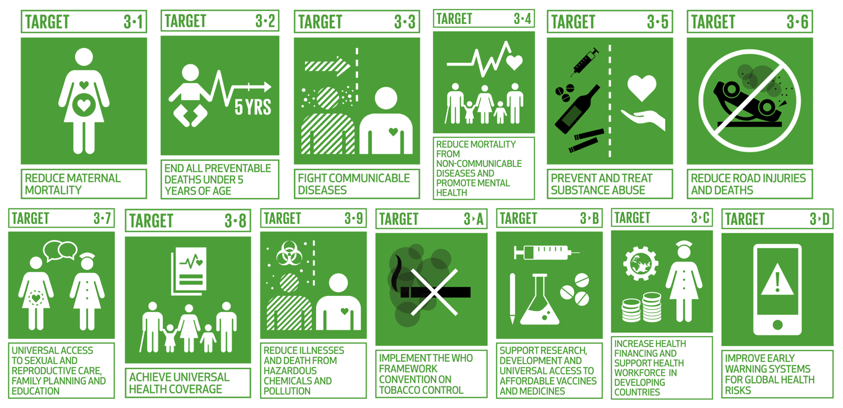 TARGET 3·1
REDUCE MATERNAL
MORTALITY
TARGET 3·2
5 YRS
END ALL PREVENTABLE
DEATHS UNDER 5
YEARS OF AGE
TARGET 3·3
FIGHT COMMUNICABLE
DISEASES
TARGET 3·4
REDUCE MORTALITY
FROM
NON-COMMUNICABLE
DISEASES AND
PROMOTE MENTAL
HEALTH
TARGET 3·5
PREVENT AND TREAT
SUBSTANCE ABUSE
TARGET 3·6
REDUCE ROAD INJURIES
AND DEATHS
TARGET 3·7
UNIVERSAL ACCESS
TO SEXUAL AND
REPRODUCTIVE CARE,
FAMILY PLANNING AND
EDUCATION
TARGET 3·8
ACHIEVE UNIVERSAL
HEALTH COVERAGE
TARGET 3·9
REDUCE ILLNESSES
AND DEATH FROM
HAZARDOUS
CHEMICALS AND
POLLUTION
TARGET 3▸A
IMPLEMENT THE WHO
FRAMEWORK
CONVENTION ON
TOBACCO CONTROL
TARGET 3▸B
SUPPORT RESEARCH,
DEVELOPMENT AND
UNIVERSAL ACCESS TO
AFFORDABLE VACCINES
AND MEDICINES
TARGET 3▸C
INCREASE HEALTH
FINANCING AND
SUPPORT HEALTH
WORKFORCE IN
DEVELOPING
COUNTRIES
TARGET 3▸D
IMPROVE EARLY
WARNING SYSTEMS
FOR GLOBAL HEALTH
RISKS